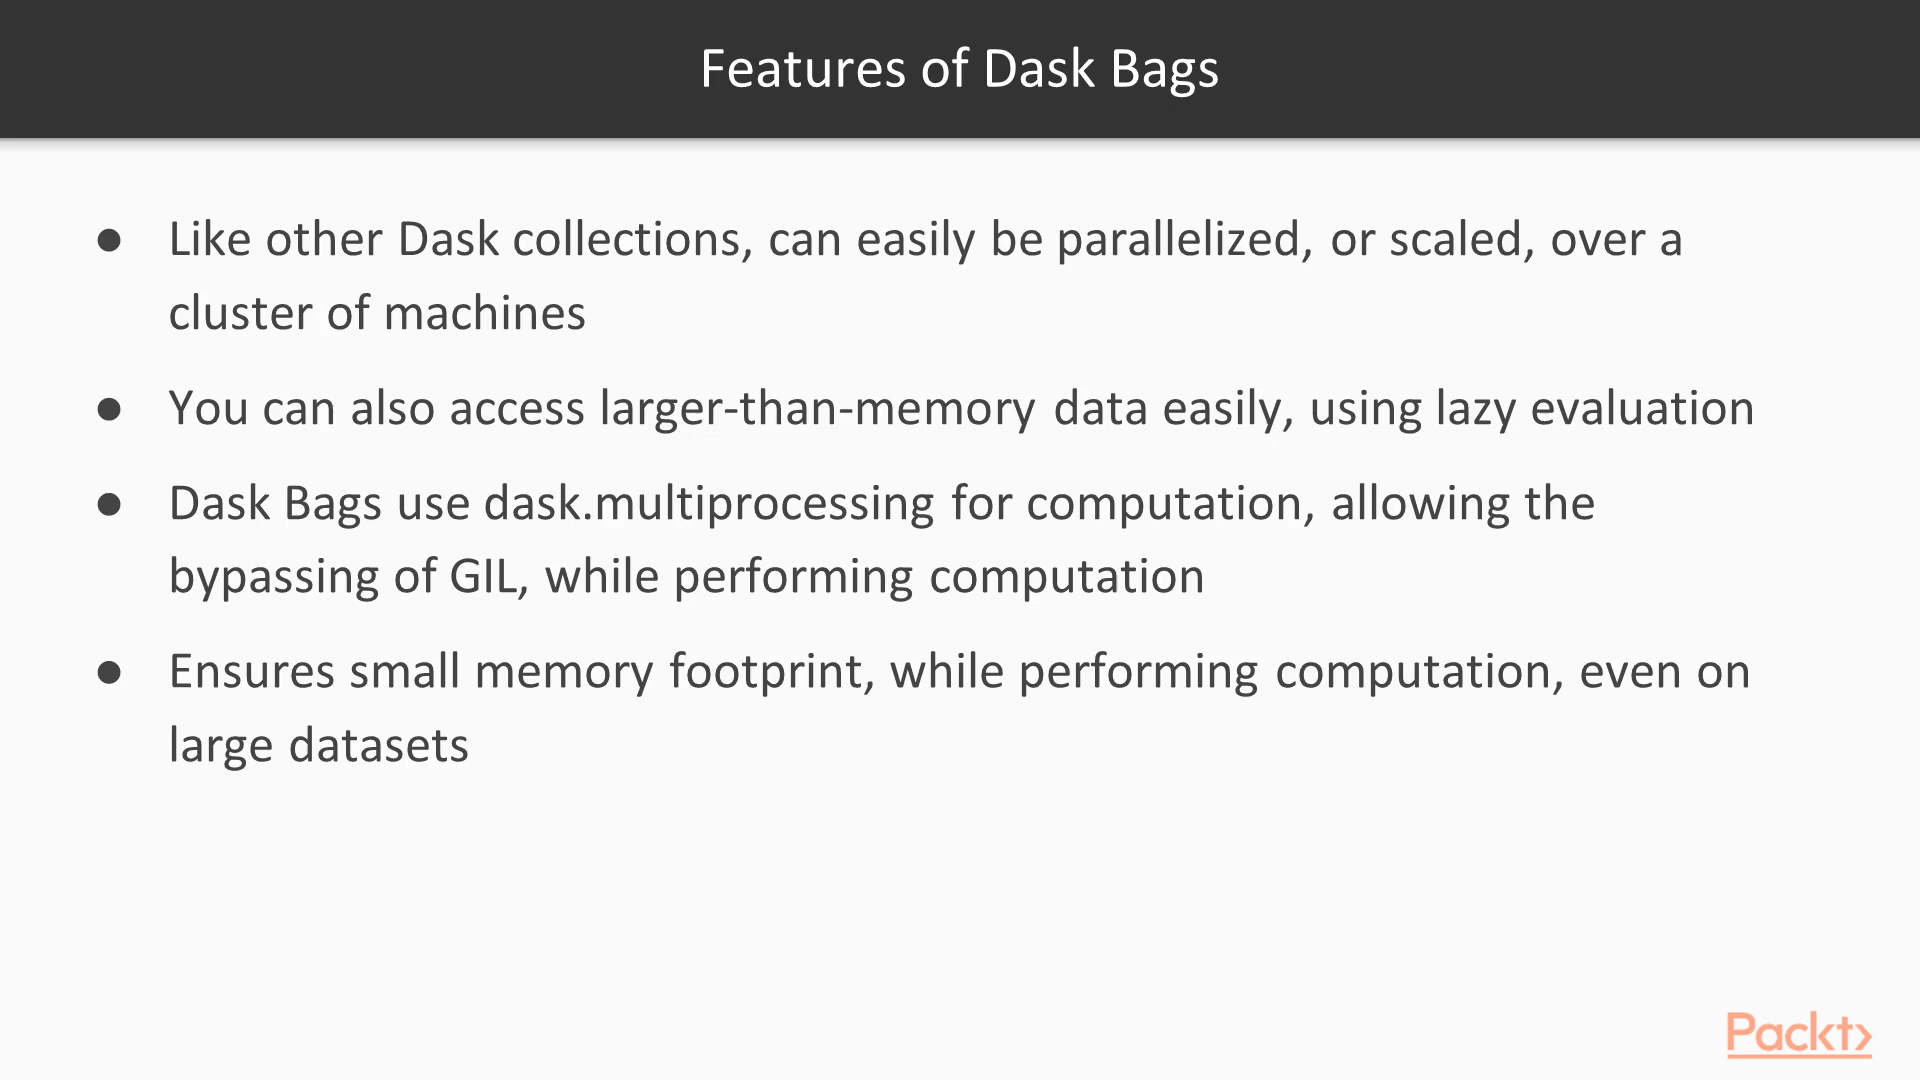 Features of Dask Bags
● Like other Dask collections, can easily be parallelized, or scaled, over a
cluster of machines
● You can also access larger-than-memory data easily, using lazy evaluation
● Dask Bags use dask.multiprocessing for computation, allowing the
bypassing of GIL, while performing computation
● Ensures small memory footprint, while performing computation, even on
large datasets
Packt>